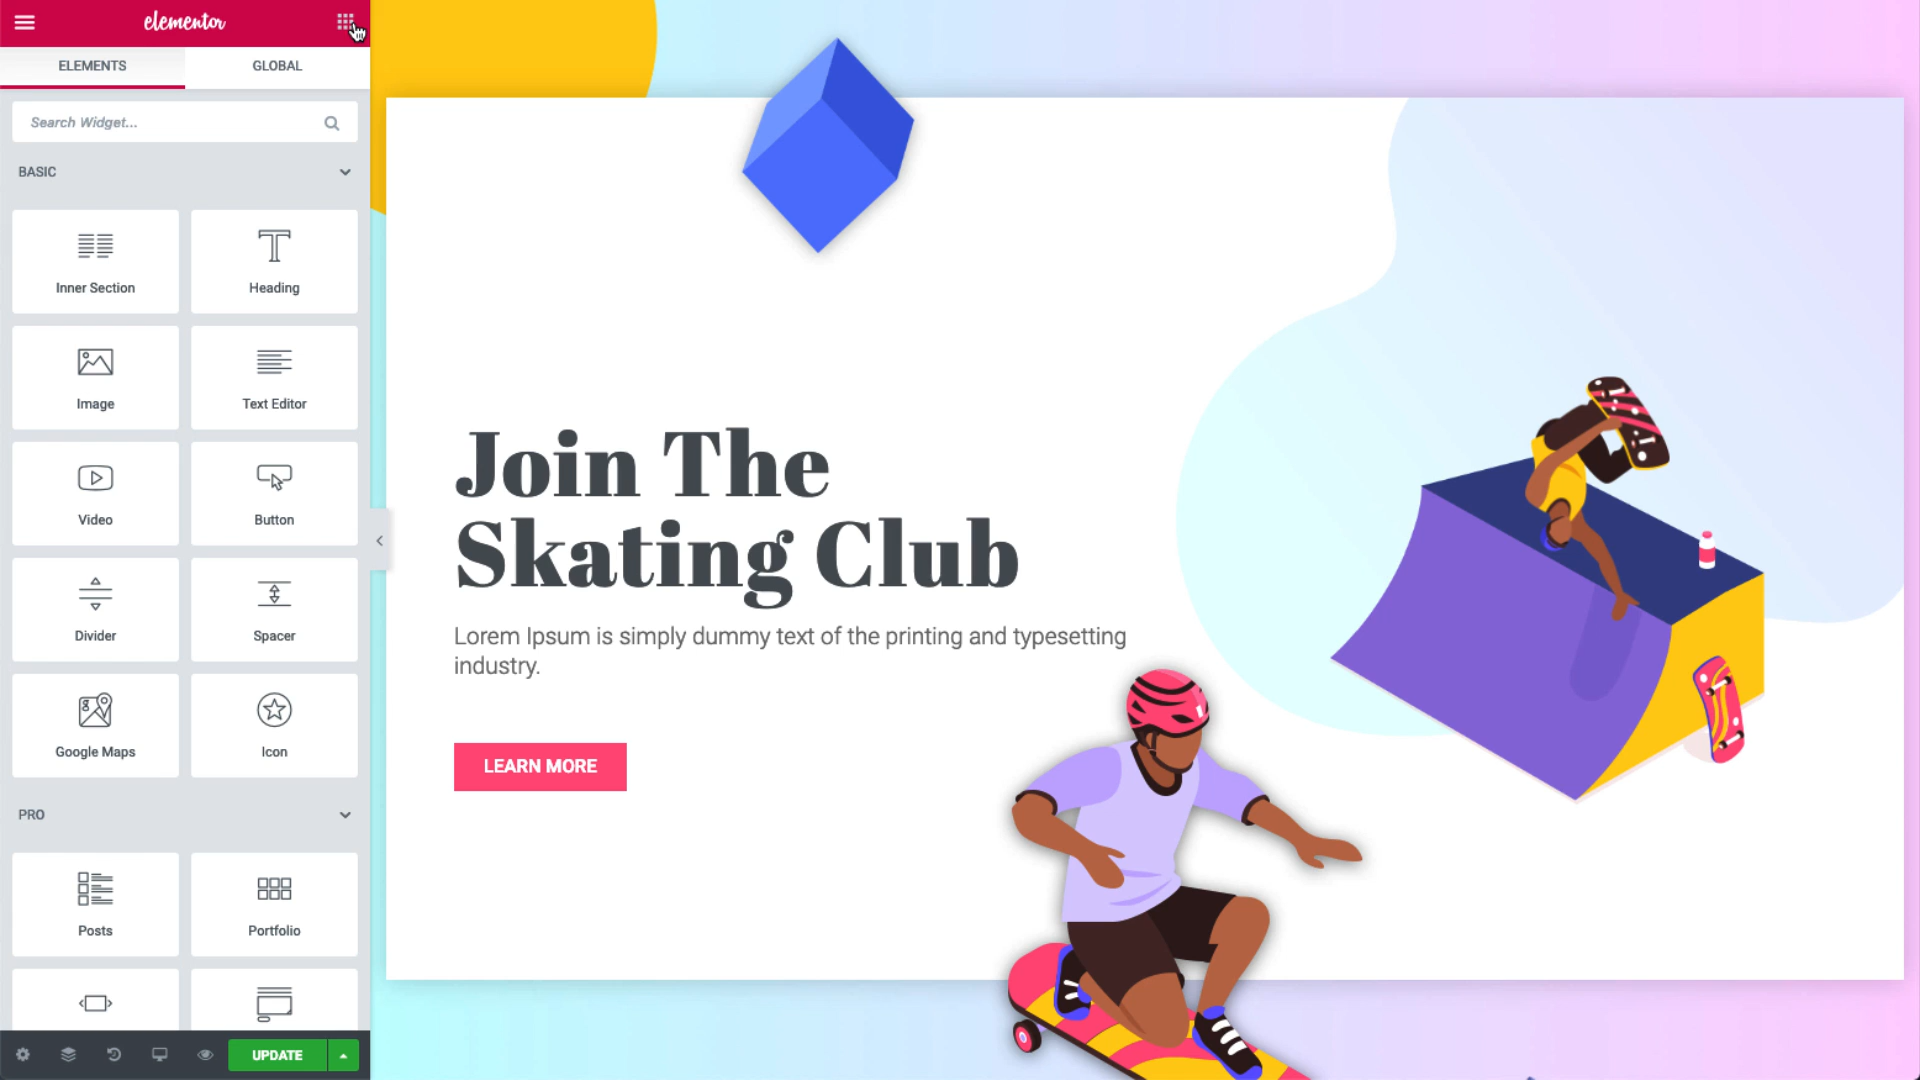 elementor
ELEMENTS
GLOBAL
Search Widget...
BASIC
Inner Section
Heading
Image
Text Editor
Video
Button
Divider
Spacer
Google Maps
Icon
PRO
Posts
Portfolio
UPDATE
Join The
Skating Club
Lorem Ipsum is simply dummy text of the printing and typesetting
industry.
LEARN MORE